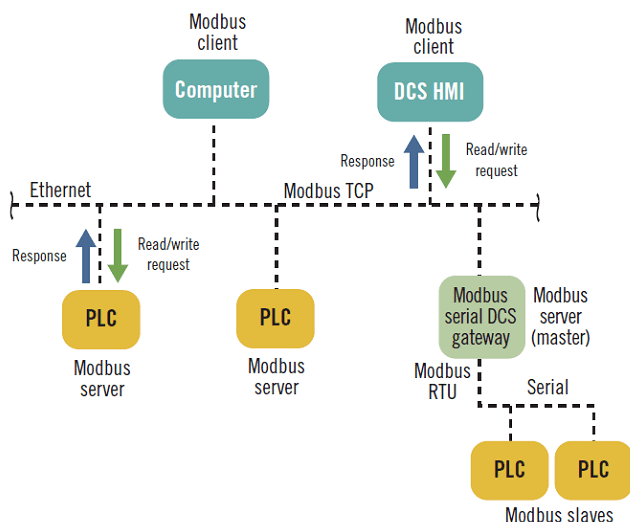 Modbus
client
Computer
Modbus
client
DCS HMI
Response
Read/write
request
Ethernet
Modbus TCP
Response
Read/write
request
PLC
Modbus
server
PLC
Modbus
server
Modbus
serial DCS
gateway
Modbus
server
(master)
Modbus
RTU
Serial
PLC
PLC
Modbus slaves